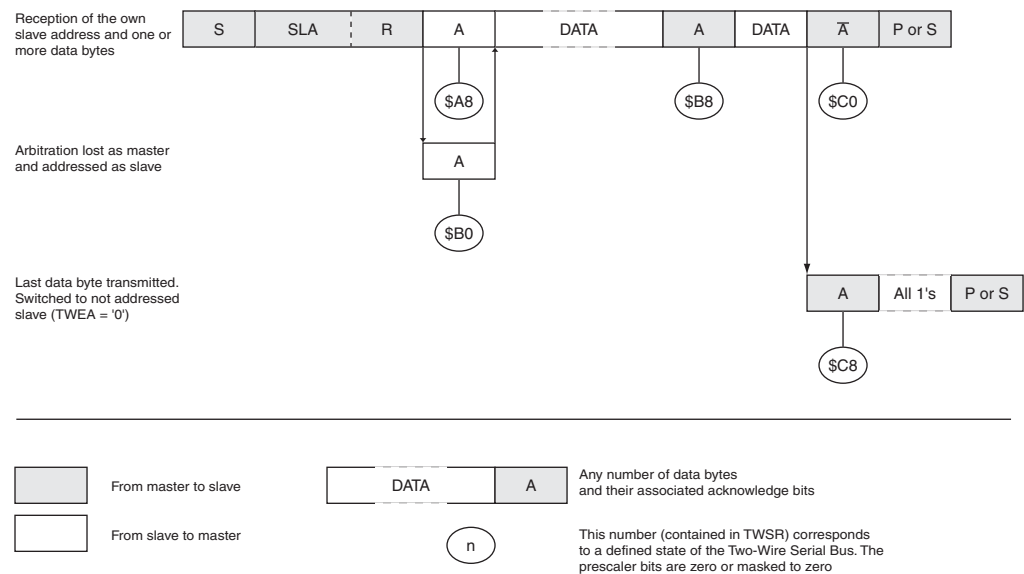 Reception of the own
slave address and one or
more data bytes
S SLA R A DATA A DATA A̅ P or S
$A8 $B8 $C0
Arbitration lost as master
and addressed as slave
A
$B0
Last data byte transmitted.
Switched to not addressed
slave (TWEA = '0')
A All 1's P or S
$C8
From master to slave
DATA A
Any number of data bytes
and their associated acknowledge bits
From slave to master
n
This number (contained in TWSR) corresponds
to a defined state of the Two-Wire Serial Bus. The
prescaler bits are zero or masked to zero